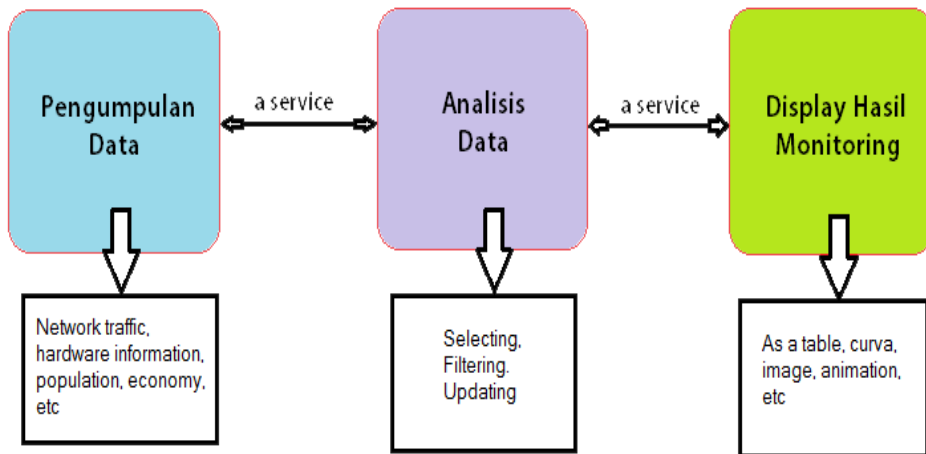 Pengumpulan
Data
a service
Analisis
Data
a service
Display Hasil
Monitoring
Network traffic,
hardware information,
population, economy,
etc
Selecting,
Filtering.
Updating
As a table, curva,
image, animation,
etc